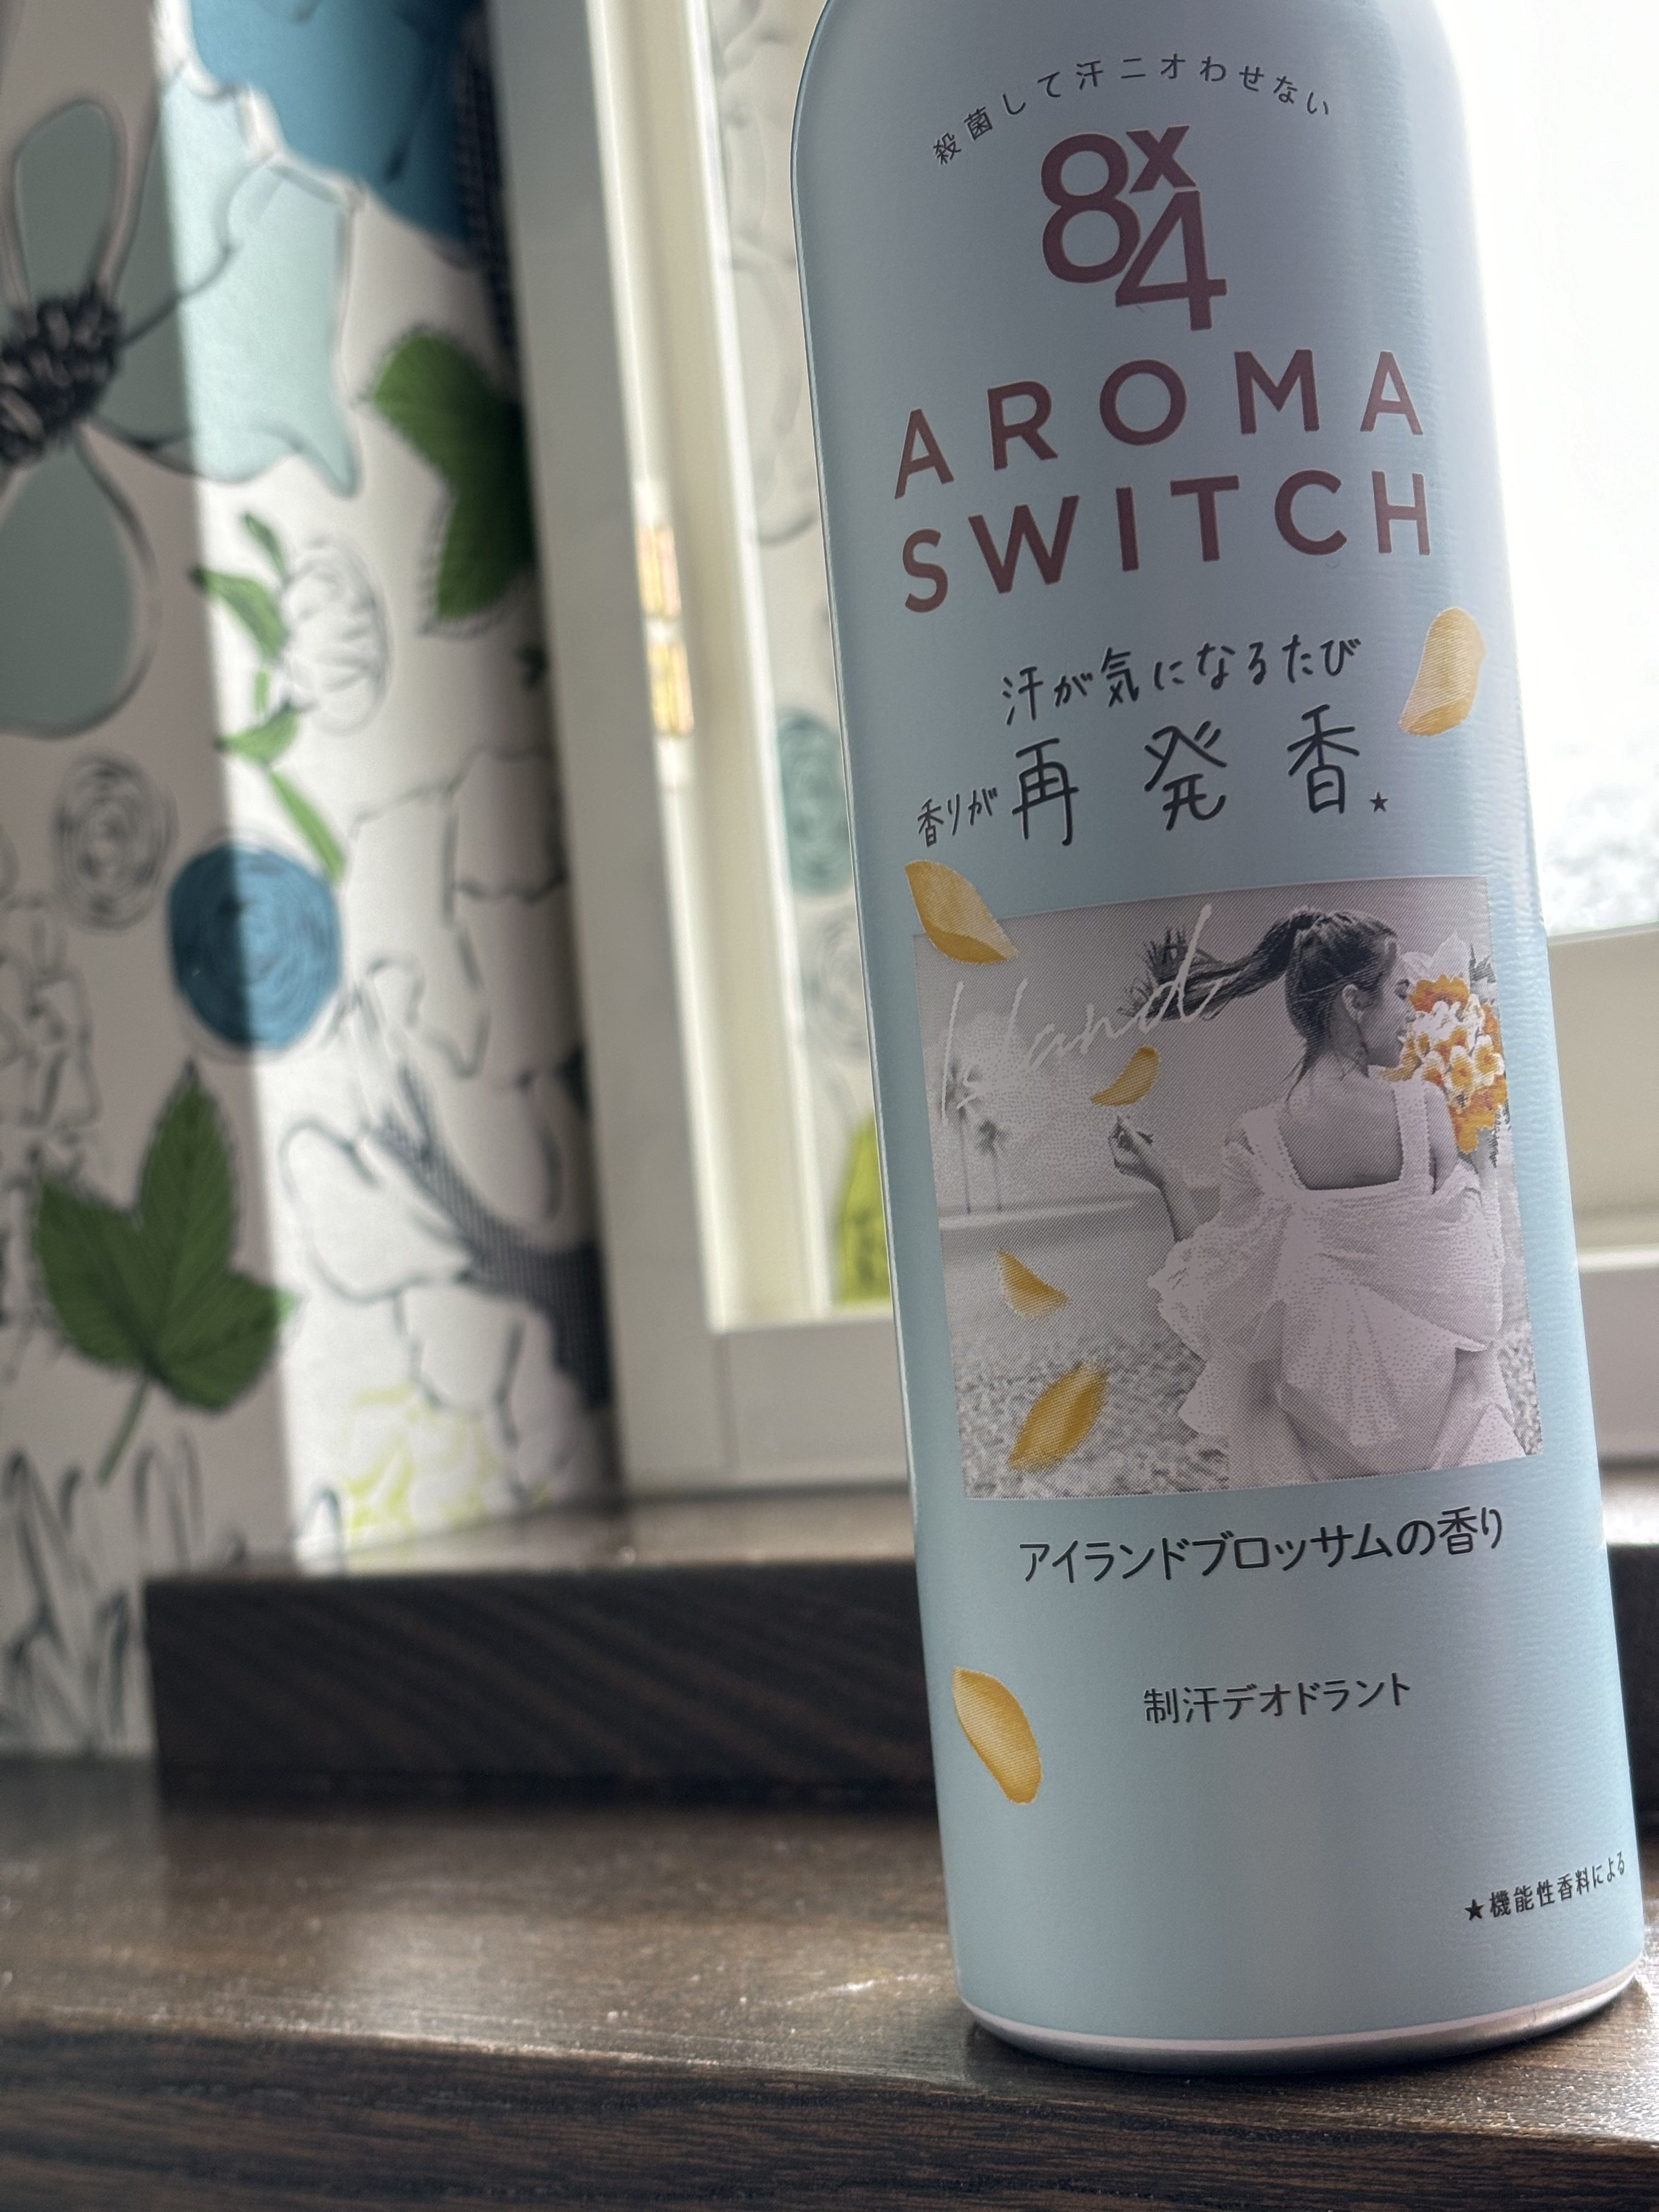 殺菌して汗ニオわせない
8x4
AROMA
SWITCH
汗が気になるたび
香りが再発香★
Island
アイランドブロッサムの香り
制汗デオドラント
★機能性香料による